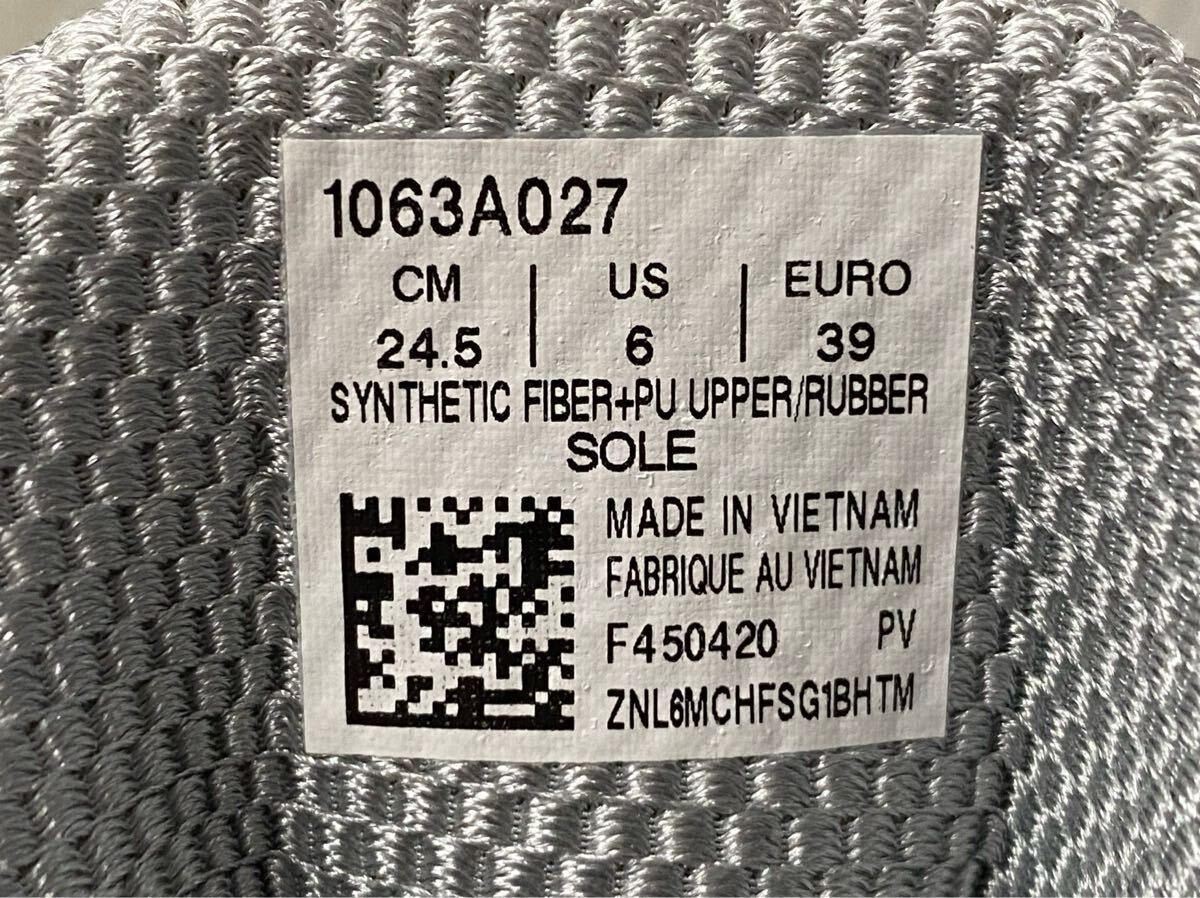 1063A027
CM | US | EURO
24.5 | 6 | 39
SYNTHETIC FIBER+PU UPPER/RUBBER
SOLE
MADE IN VIETNAM
FABRIQUE AU VIETNAM
F450420 PV
ZNL6MCHFSG1BHTM